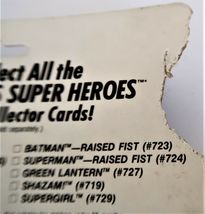 ect All the
S SUPER HEROES™
llector Cards!
separately.)
□ BATMAN™—RAISED FIST (#723)
□ SUPERMAN™—RAISED FIST (#724)
□ GREEN LANTERN™ (#727)
□ SHAZAM!™ (#719)
□ SUPERGIRL™ (#729)